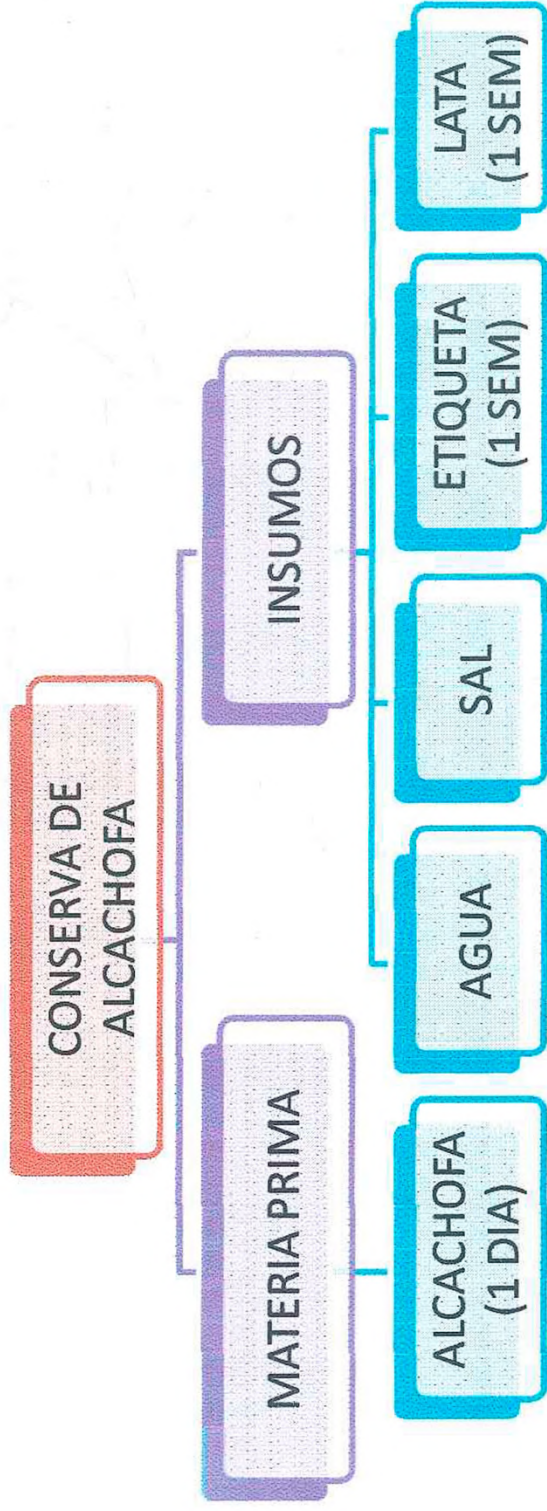 CONSERVA DE
ALCACHOFA
MATERIA PRIMA
INSUMOS
ALCACHOFA
(1 DIA)
AGUA
SAL
ETIQUETA
(1 SEM)
LATA
(1 SEM)